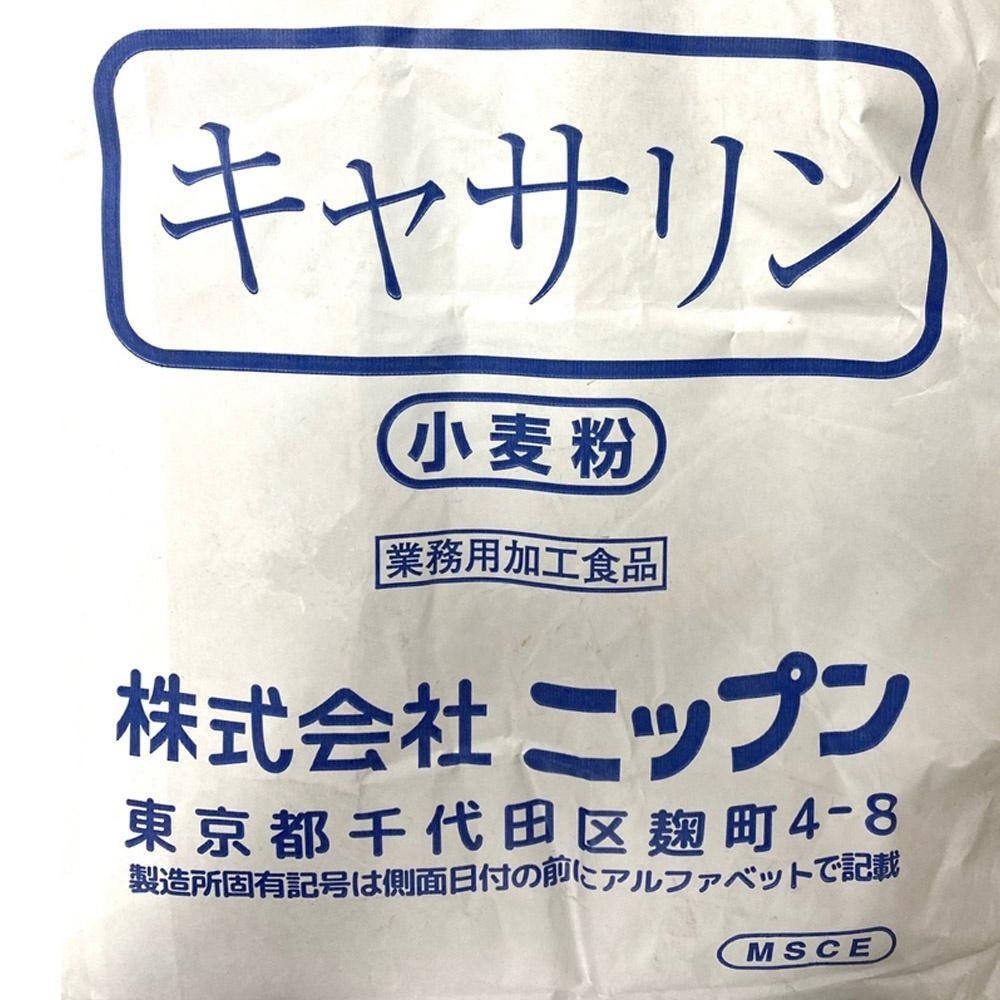 キャサリン
小麦粉
業務用加工食品
株式会社 ニップン
東京都千代田区麹町4-8
製造所固有記号は側面日付の前にアルファベットで記載
MSCE